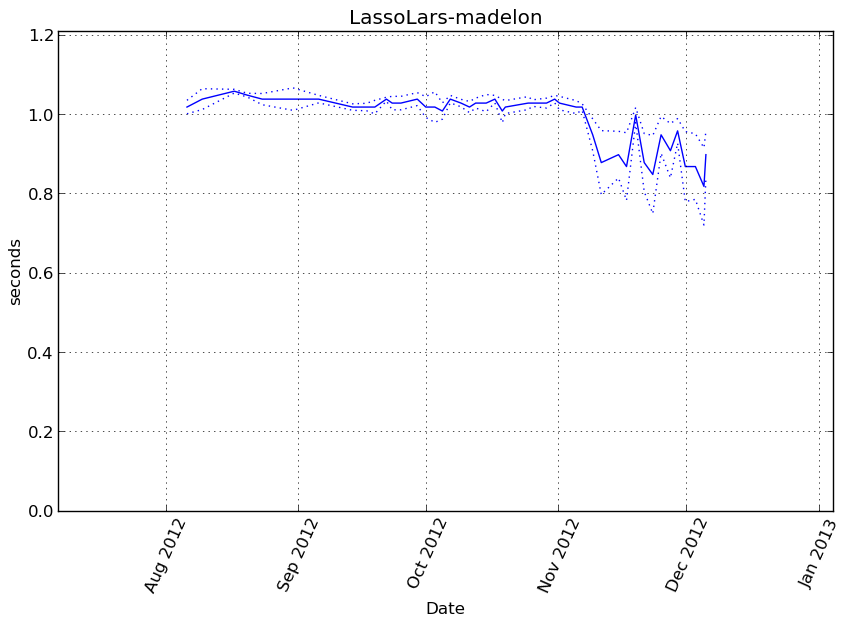 LassoLars-madelon
1.2
1.0
0.8
0.6
0.4
0.2
0.0
seconds
Aug 2012
Sep 2012
Oct 2012
Nov 2012
Dec 2012
Jan 2013
Date